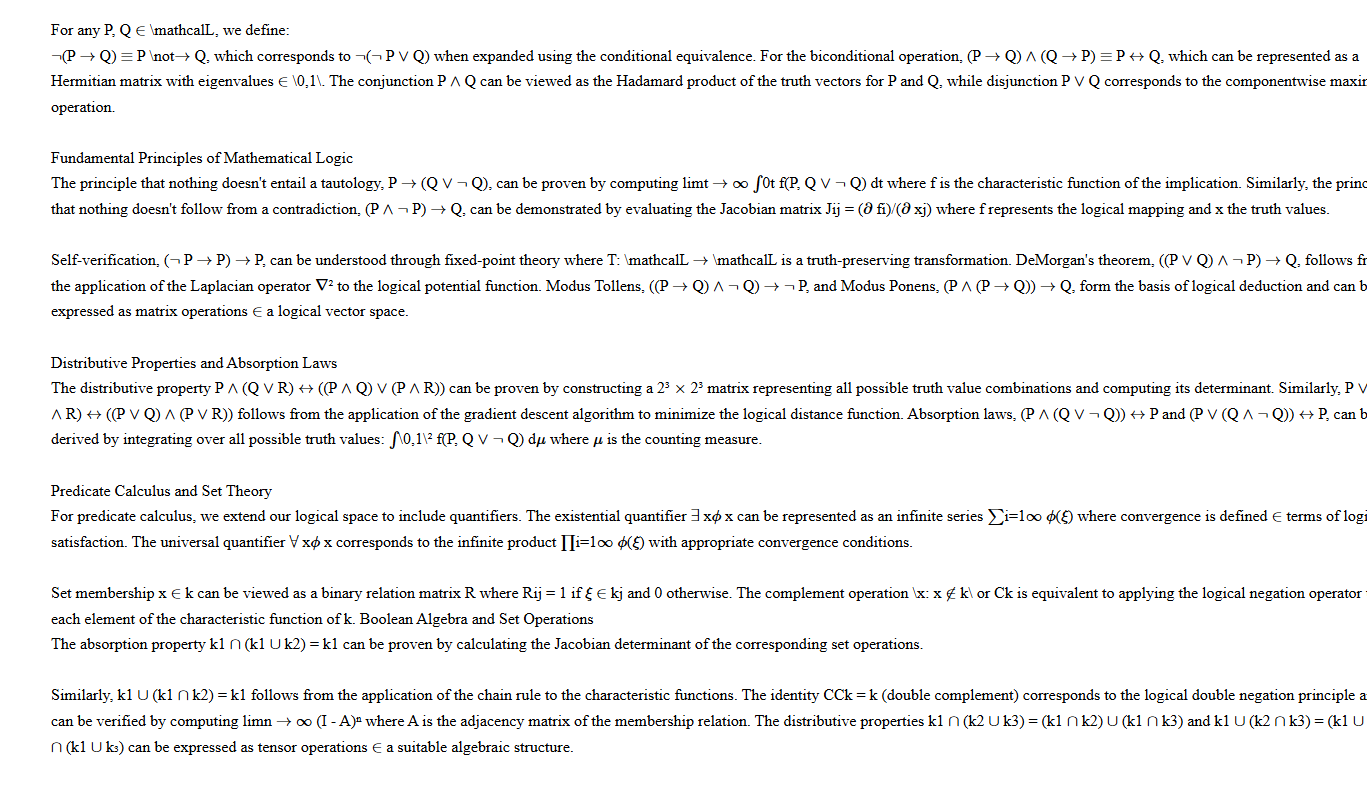 For any P, Q ∈ \mathcalL, we define:
¬(P → Q) ≡ P \not→ Q, which corresponds to ¬(¬ P ∨ Q) when expanded using the conditional equivalence. For the biconditional operation, (P → Q) ∧ (Q → P) ≡ P ↔ Q, which can be represented as a
Hermitian matrix with eigenvalues ∈ \0,1\. The conjunction P ∧ Q can be viewed as the Hadamard product of the truth vectors for P and Q, while disjunction P ∨ Q corresponds to the componentwise
operation.
Fundamental Principles of Mathematical Logic
The principle that nothing doesn't entail a tautology, P → (Q ∨ ¬ Q), can be proven by computing limt → ∞ ∫0t f(P, Q ∨ ¬ Q) dt where f is the characteristic function of the implication. Similarly, the
that nothing doesn't follow from a contradiction, (P ∧ ¬ P) → Q, can be demonstrated by evaluating the Jacobian matrix Jij = (∂ fi)/(∂ xj) where f represents the logical mapping and x the truth values.
Self-verification, (¬ P → P) → P, can be understood through fixed-point theory where T: \mathcalL → \mathcalL is a truth-preserving transformation. DeMorgan's theorem, ((P ∨ Q) ∧ ¬ P) → Q, follows
the application of the Laplacian operator ∇² to the logical potential function. Modus Tollens, ((P → Q) ∧ ¬ Q) → ¬ P, and Modus Ponens, (P ∧ (P → Q)) → Q, form the basis of logical deduction and can
expressed as matrix operations ∈ a logical vector space.
Distributive Properties and Absorption Laws
The distributive property P ∧ (Q ∨ R) ↔ ((P ∧ Q) ∨ (P ∧ R)) can be proven by constructing a 2³ × 2³ matrix representing all possible truth value combinations and computing its determinant. Similarly, P ∨
∧ R) ↔ ((P ∨ Q) ∧ (P ∨ R)) follows from the application of the gradient descent algorithm to minimize the logical distance function. Absorption laws, (P ∧ (Q ∨ ¬ Q)) ↔ P and (P ∨ (Q ∧ ¬ Q)) ↔ P, can
derived by integrating over all possible truth values: ∫\0,1\² f(P, Q ∨ ¬ Q) dμ where μ is the counting measure.
Predicate Calculus and Set Theory
For predicate calculus, we extend our logical space to include quantifiers. The existential quantifier ∃ xϕ x can be represented as an infinite series ∑i=1∞ ϕ(ξ) where convergence is defined ∈ terms of
satisfaction. The universal quantifier ∀ xϕ x corresponds to the infinite product ∏i=1∞ ϕ(ξ) with appropriate convergence conditions.
Set membership x ∈ k can be viewed as a binary relation matrix R where Rij = 1 if ξ ∈ kj and 0 otherwise. The complement operation \x: x ∉ k\ or Ck is equivalent to applying the logical negation operator
each element of the characteristic function of k. Boolean Algebra and Set Operations
The absorption property k1 ∩ (k1 ∪ k2) = k1 can be proven by calculating the Jacobian determinant of the corresponding set operations.
Similarly, k1 ∪ (k1 ∩ k2) = k1 follows from the application of the chain rule to the characteristic functions. The identity CCk = k (double complement) corresponds to the logical double negation principle
can be verified by computing limn → ∞ (I - A)ⁿ where A is the adjacency matrix of the membership relation. The distributive properties k1 ∩ (k2 ∪ k3) = (k1 ∩ k2) ∪ (k1 ∩ k3) and k1 ∪ (k2 ∩ k3) = (k1 ∪
∩ (k1 ∪ k₃) can be expressed as tensor operations ∈ a suitable algebraic structure.